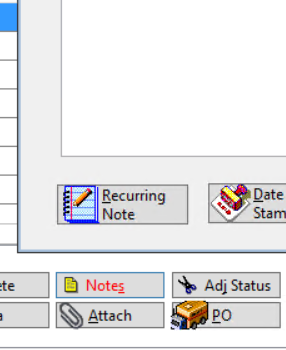 Recurring
Note
Date
Stam
ete
Notes
Adj Status
a
Attach
PO